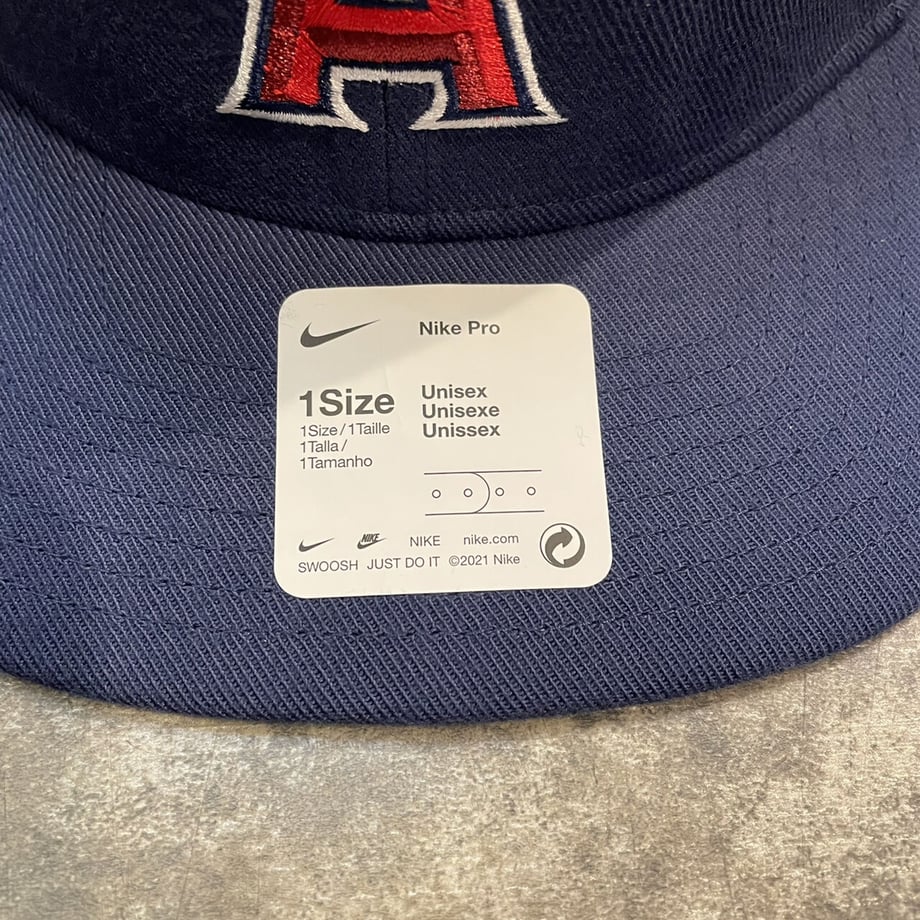 A
Nike Pro
1Size
1Size/1Taille
1Talla/
1Tamanho
Unisex
Unisexe
Unissex
NIKE NIKE nike.com
SWOOSH JUST DO IT ©2021 Nike